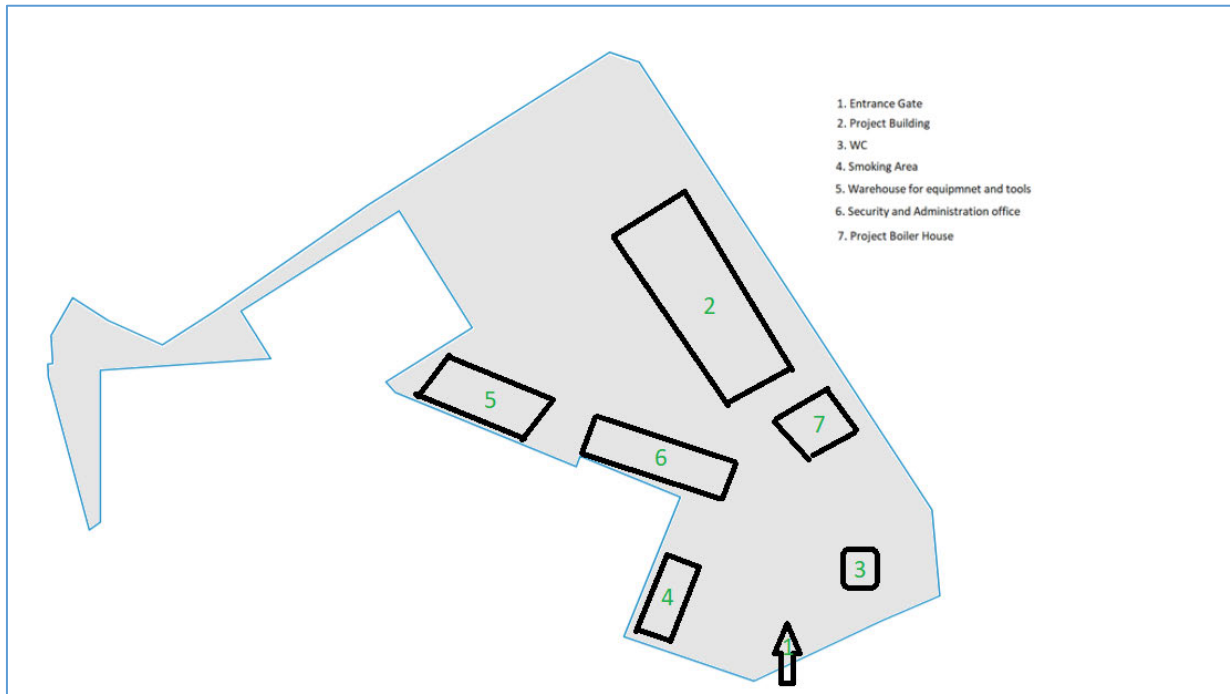 1. Entrance Gate
2. Project Building
3. WC
4. Smoking Area
5. Warehouse for equipmnet and tools
6. Security and Administration office
7. Project Boiler House
2
7
5
6
3
4
1